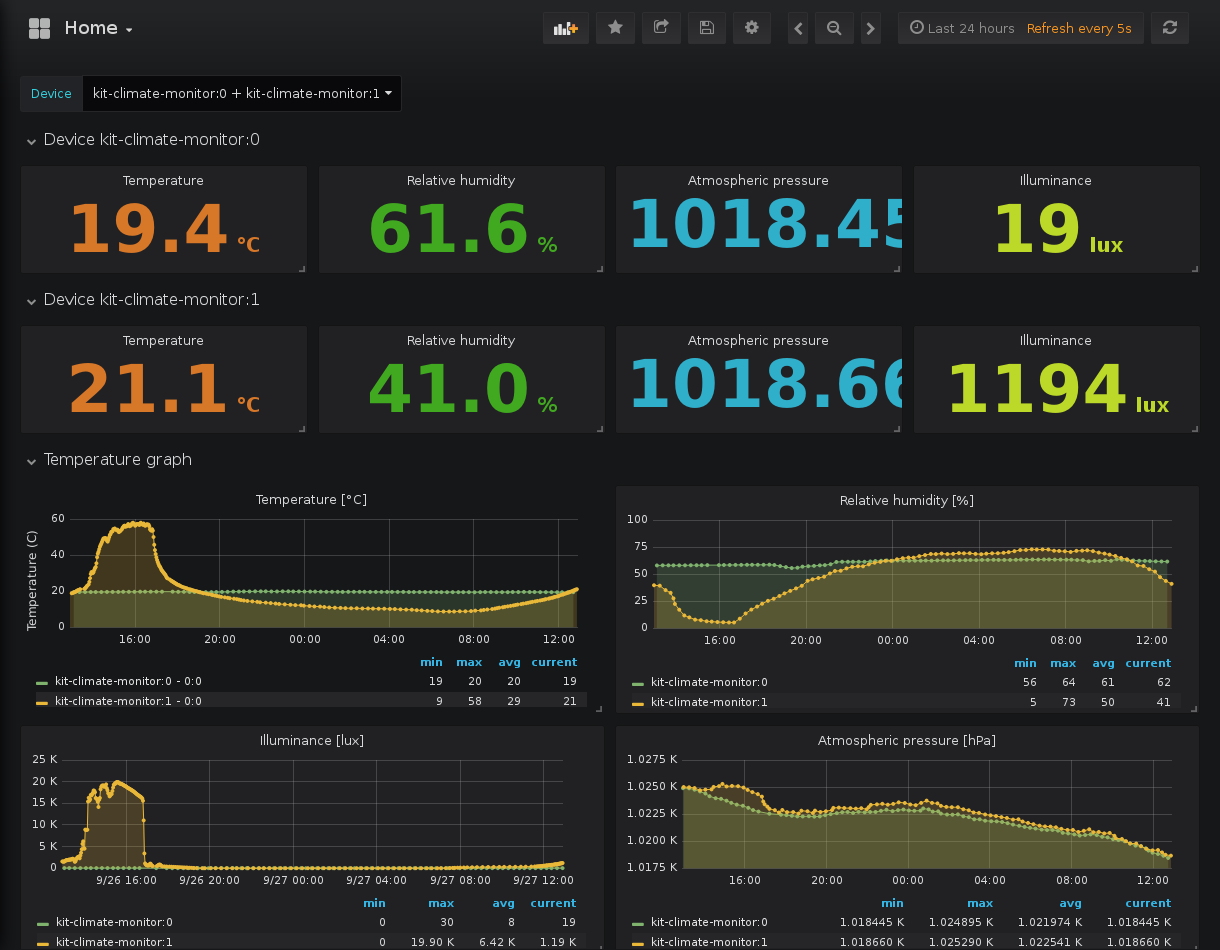 Home
Last 24 hours Refresh every 5s
Device kit-climate-monitor:0 + kit-climate-monitor:1
Device kit-climate-monitor:0
Temperature Relative humidity Atmospheric pressure Illuminance
19.4 °C 61.6 % 1018.45 19 lux
Device kit-climate-monitor:1
Temperature Relative humidity Atmospheric pressure Illuminance
21.1 °C 41.0 % 1018.66 1194 lux
Temperature graph
Temperature [°C]
Temperature (C)
60
40
20
0
16:00 20:00 00:00 04:00 08:00 12:00
min max avg current
kit-climate-monitor:0 - 0:0 19 20 20 19
kit-climate-monitor:1 - 0:0 9 58 29 21
Relative humidity [%]
100
75
50
25
0
16:00 20:00 00:00 04:00 08:00 12:00
min max avg current
kit-climate-monitor:0 56 64 61 62
kit-climate-monitor:1 5 73 50 41
Illuminance [lux]
25 K
20 K
15 K
10 K
5 K
0
9/26 16:00 9/26 20:00 9/27 00:00 9/27 04:00 9/27 08:00 9/27 12:00
min max avg current
kit-climate-monitor:0 0 30 8 19
kit-climate-monitor:1 0 19.90 K 6.42 K 1.19 K
Atmospheric pressure [hPa]
1.0275 K
1.0250 K
1.0225 K
1.0200 K
1.0175 K
16:00 20:00 00:00 04:00 08:00 12:00
min max avg current
kit-climate-monitor:0 1.018445 K 1.024895 K 1.021974 K 1.018445 K
kit-climate-monitor:1 1.018660 K 1.025290 K 1.022541 K 1.018660 K